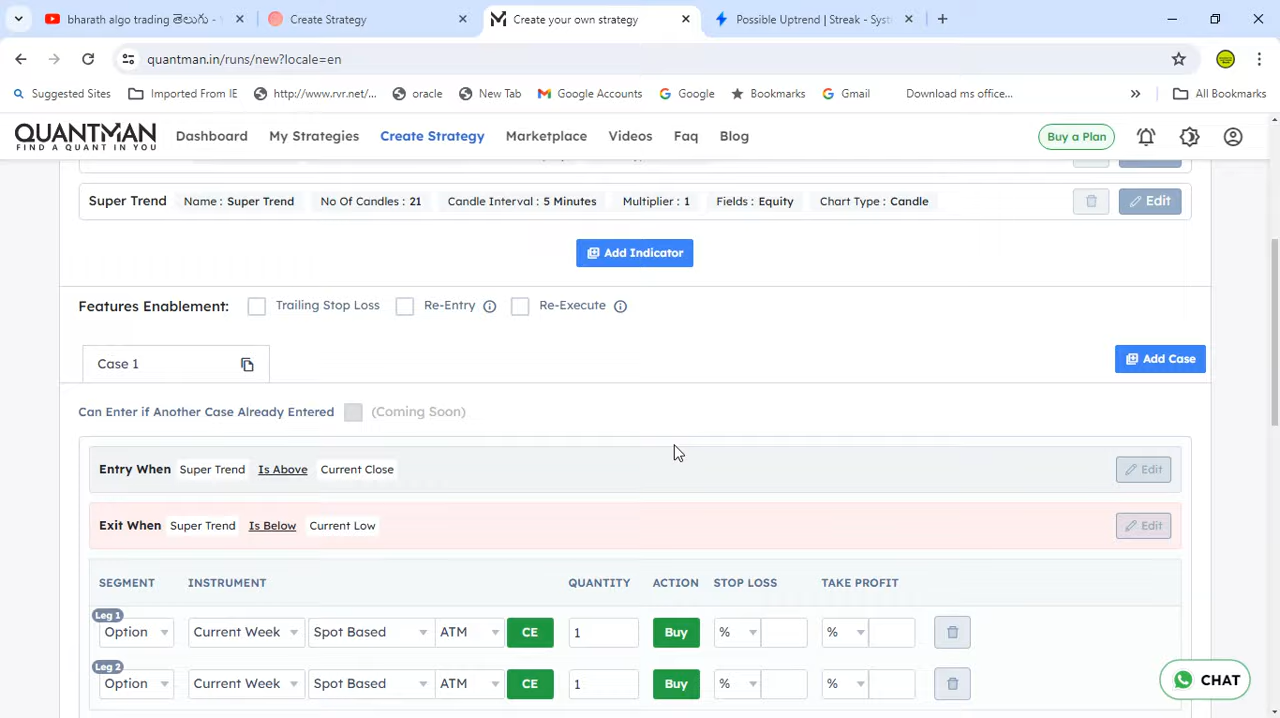 bharath algo trading తెలుగు -
Create Strategy
Create your own strategy
Possible Uptrend | Streak - Syst
quantman.in/runs/new?locale=en
Suggested Sites
Imported From IE
http://www.rvr.net/...
oracle
New Tab
Google Accounts
Google
Bookmarks
Gmail
Download ms office...
All Bookmarks
QUANTMAN
FIND A QUANT IN YOU
Dashboard
My Strategies
Create Strategy
Marketplace
Videos
Faq
Blog
Buy a Plan
Super Trend
Name : Super Trend
No Of Candles : 21
Candle Interval : 5 Minutes
Multiplier : 1
Fields : Equity
Chart Type : Candle
Edit
Add Indicator
Features Enablement:
Trailing Stop Loss
Re-Entry
Re-Execute
Case 1
Add Case
Can Enter if Another Case Already Entered
(Coming Soon)
Entry When Super Trend Is Above Current Close
Edit
Exit When Super Trend Is Below Current Low
Edit
SEGMENT INSTRUMENT QUANTITY ACTION STOP LOSS TAKE PROFIT
Leg 1
Option Current Week Spot Based ATM CE 1 Buy % %
Leg 2
Option Current Week Spot Based ATM CE 1 Buy % %
CHAT